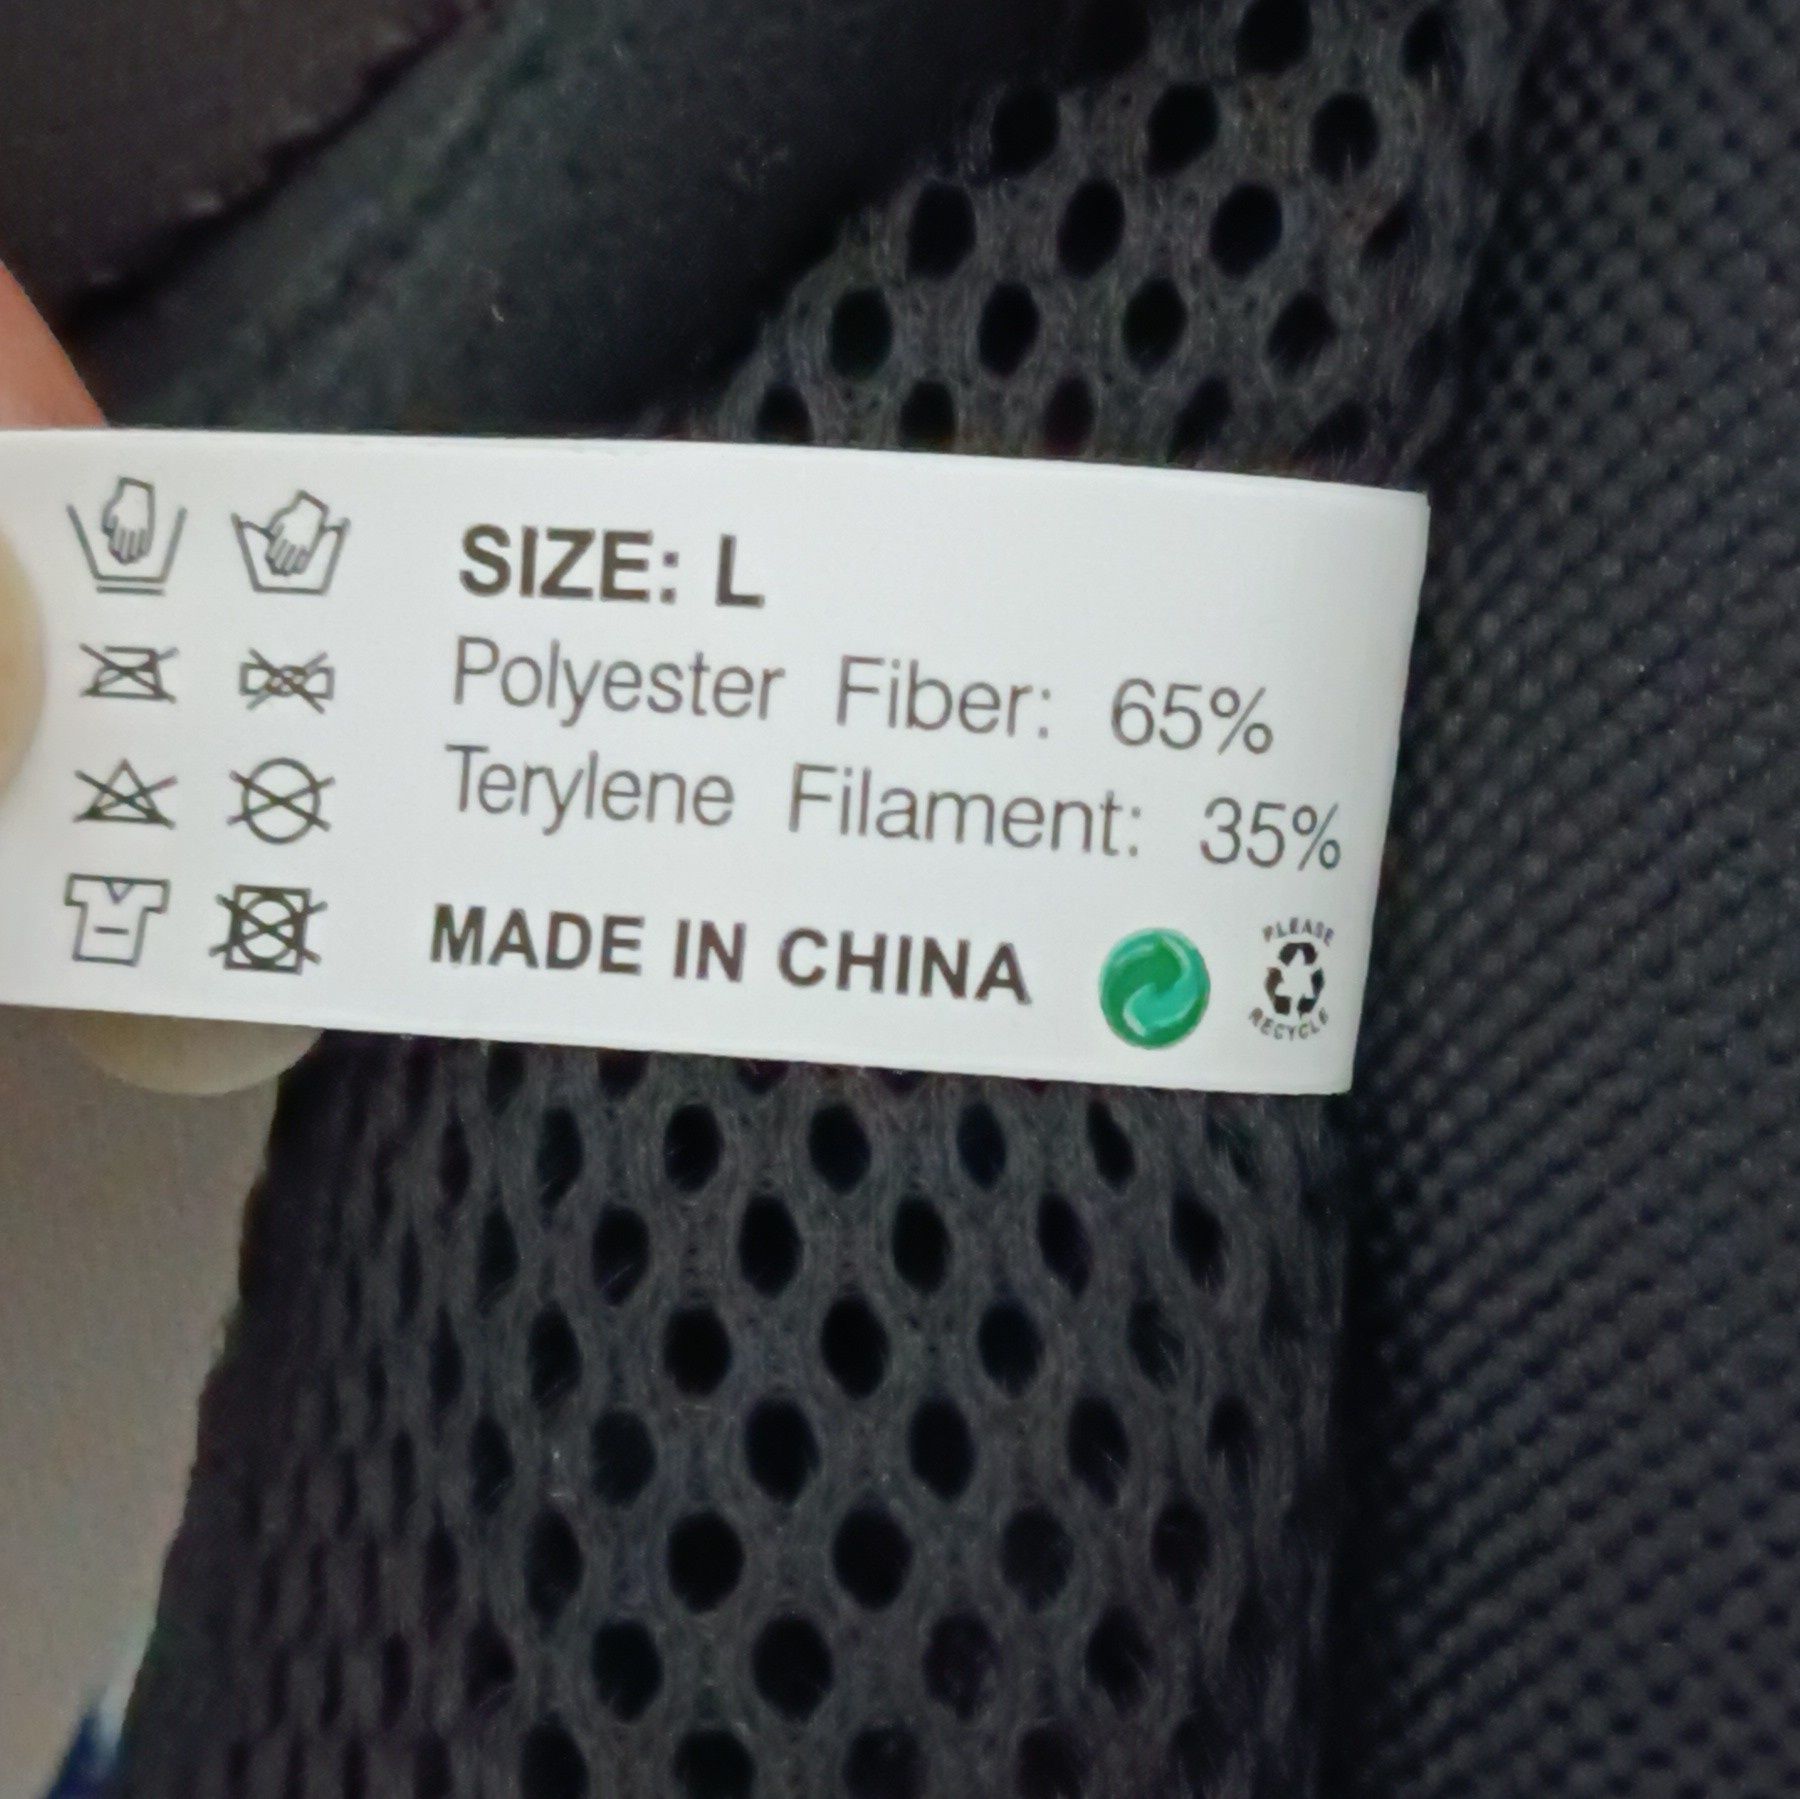 SIZE: L
Polyester Fiber: 65%
Terylene Filament: 35%
MADE IN CHINA
PLEASE
RECYCLE